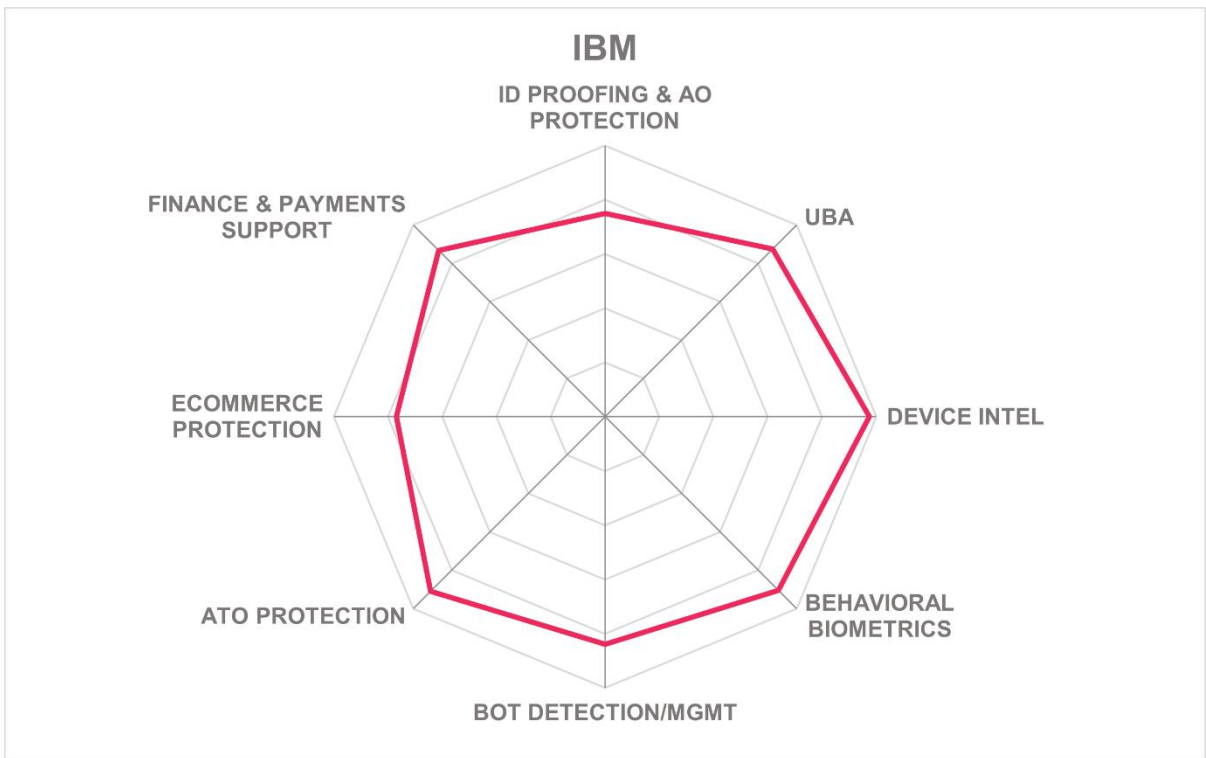 IBM
ID PROOFING & AO
PROTECTION
FINANCE & PAYMENTS
SUPPORT
UBA
ECOMMERCE
PROTECTION
DEVICE INTEL
ATO PROTECTION
BEHAVIORAL
BIOMETRICS
BOT DETECTION/MGMT